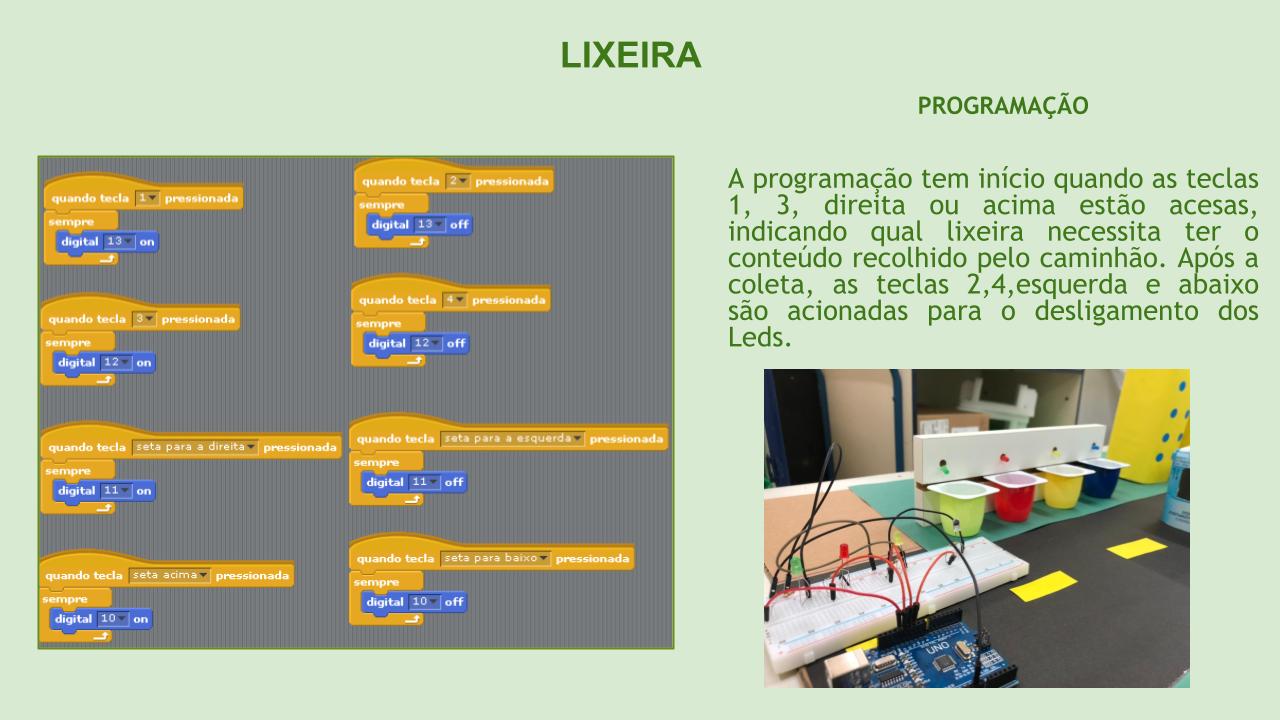 LIXEIRA
PROGRAMAÇÃO
quando tecla 1 pressionada
sempre
digital 13 on
quando tecla 2 pressionada
sempre
digital 13 off
quando tecla 3 pressionada
sempre
digital 12 on
quando tecla 4 pressionada
sempre
digital 12 off
quando tecla seta para a direita pressionada
sempre
digital 11 on
quando tecla seta para a esquerda pressionada
sempre
digital 11 off
quando tecla seta acima pressionada
sempre
digital 10 on
quando tecla seta para baixo pressionada
sempre
digital 10 off
A programação tem início quando as teclas
1, 3, direita ou acima estão acesas,
indicando qual lixeira necessita ter o
conteúdo recolhido pelo caminhão. Após a
coleta, as teclas 2,4,esquerda e abaixo
são acionadas para o desligamento dos
Leds.
UNO